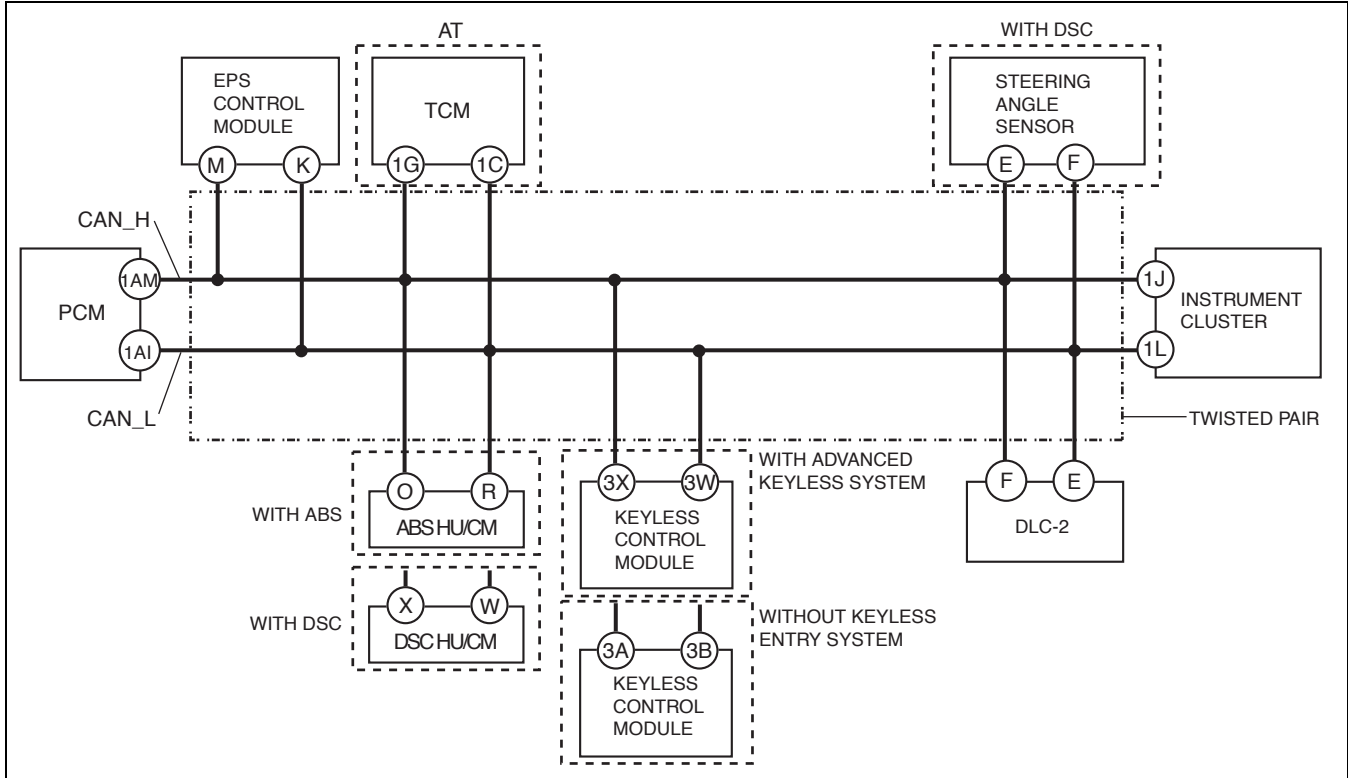 AT
WITH DSC
EPS
CONTROL
MODULE
TCM
STEERING
ANGLE
SENSOR
M
K
1G
1C
E
F
CAN_H
PCM
1AM
1AI
CAN_L
1J
1L
INSTRUMENT
CLUSTER
TWISTED PAIR
WITH ABS
O
R
ABS HU/CM
WITH ADVANCED
KEYLESS SYSTEM
3X
3W
KEYLESS
CONTROL
MODULE
F
E
DLC-2
WITH DSC
X
W
DSC HU/CM
WITHOUT KEYLESS
ENTRY SYSTEM
3A
3B
KEYLESS
CONTROL
MODULE